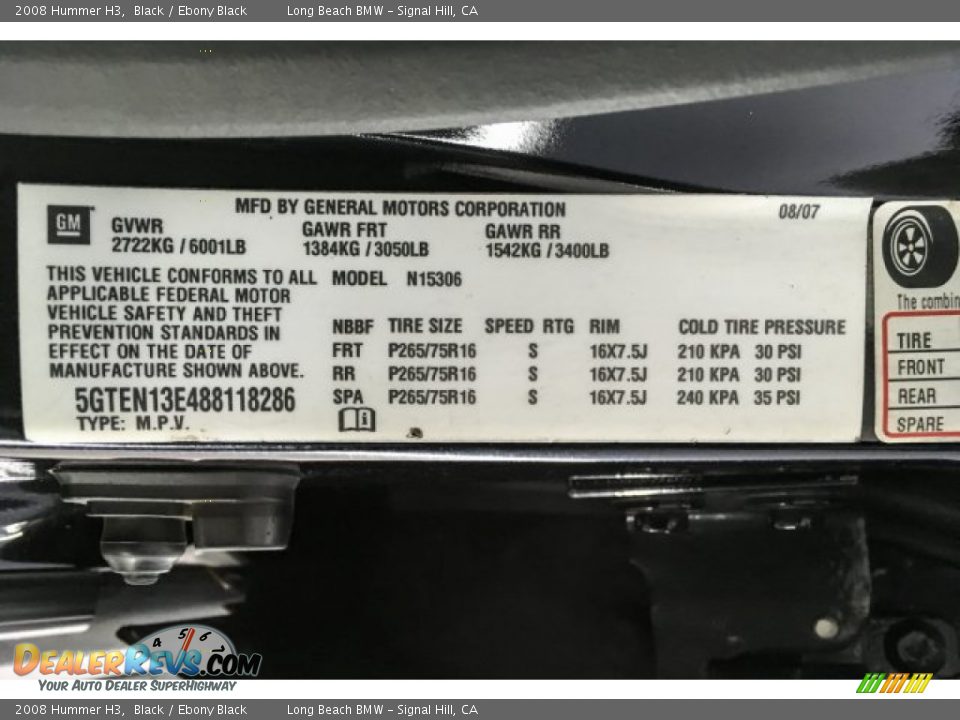 2008 Hummer H3, Black / Ebony Black Long Beach BMW - Signal Hill, CA
MFD BY GENERAL MOTORS CORPORATION 08/07
GM GVWR GAWR FRT GAWR RR
2722KG / 6001LB 1384KG / 3050LB 1542KG / 3400LB
THIS VEHICLE CONFORMS TO ALL MODEL N15306
APPLICABLE FEDERAL MOTOR
VEHICLE SAFETY AND THEFT
PREVENTION STANDARDS IN
EFFECT ON THE DATE OF
MANUFACTURE SHOWN ABOVE.
NBBF TIRE SIZE SPEED RTG RIM COLD TIRE PRESSURE
FRT P265/75R16 S 16X7.5J 210 KPA 30 PSI
RR P265/75R16 S 16X7.5J 210 KPA 30 PSI
SPA P265/75R16 S 16X7.5J 240 KPA 35 PSI
5GTEN13E488118286
TYPE: M.P.V.
i
The combin
TIRE
FRONT
REAR
SPARE
4 5 6
DEALERREVS.COM
YOUR AUTO DEALER SUPERHIGHWAY
2008 Hummer H3, Black / Ebony Black Long Beach BMW - Signal Hill, CA